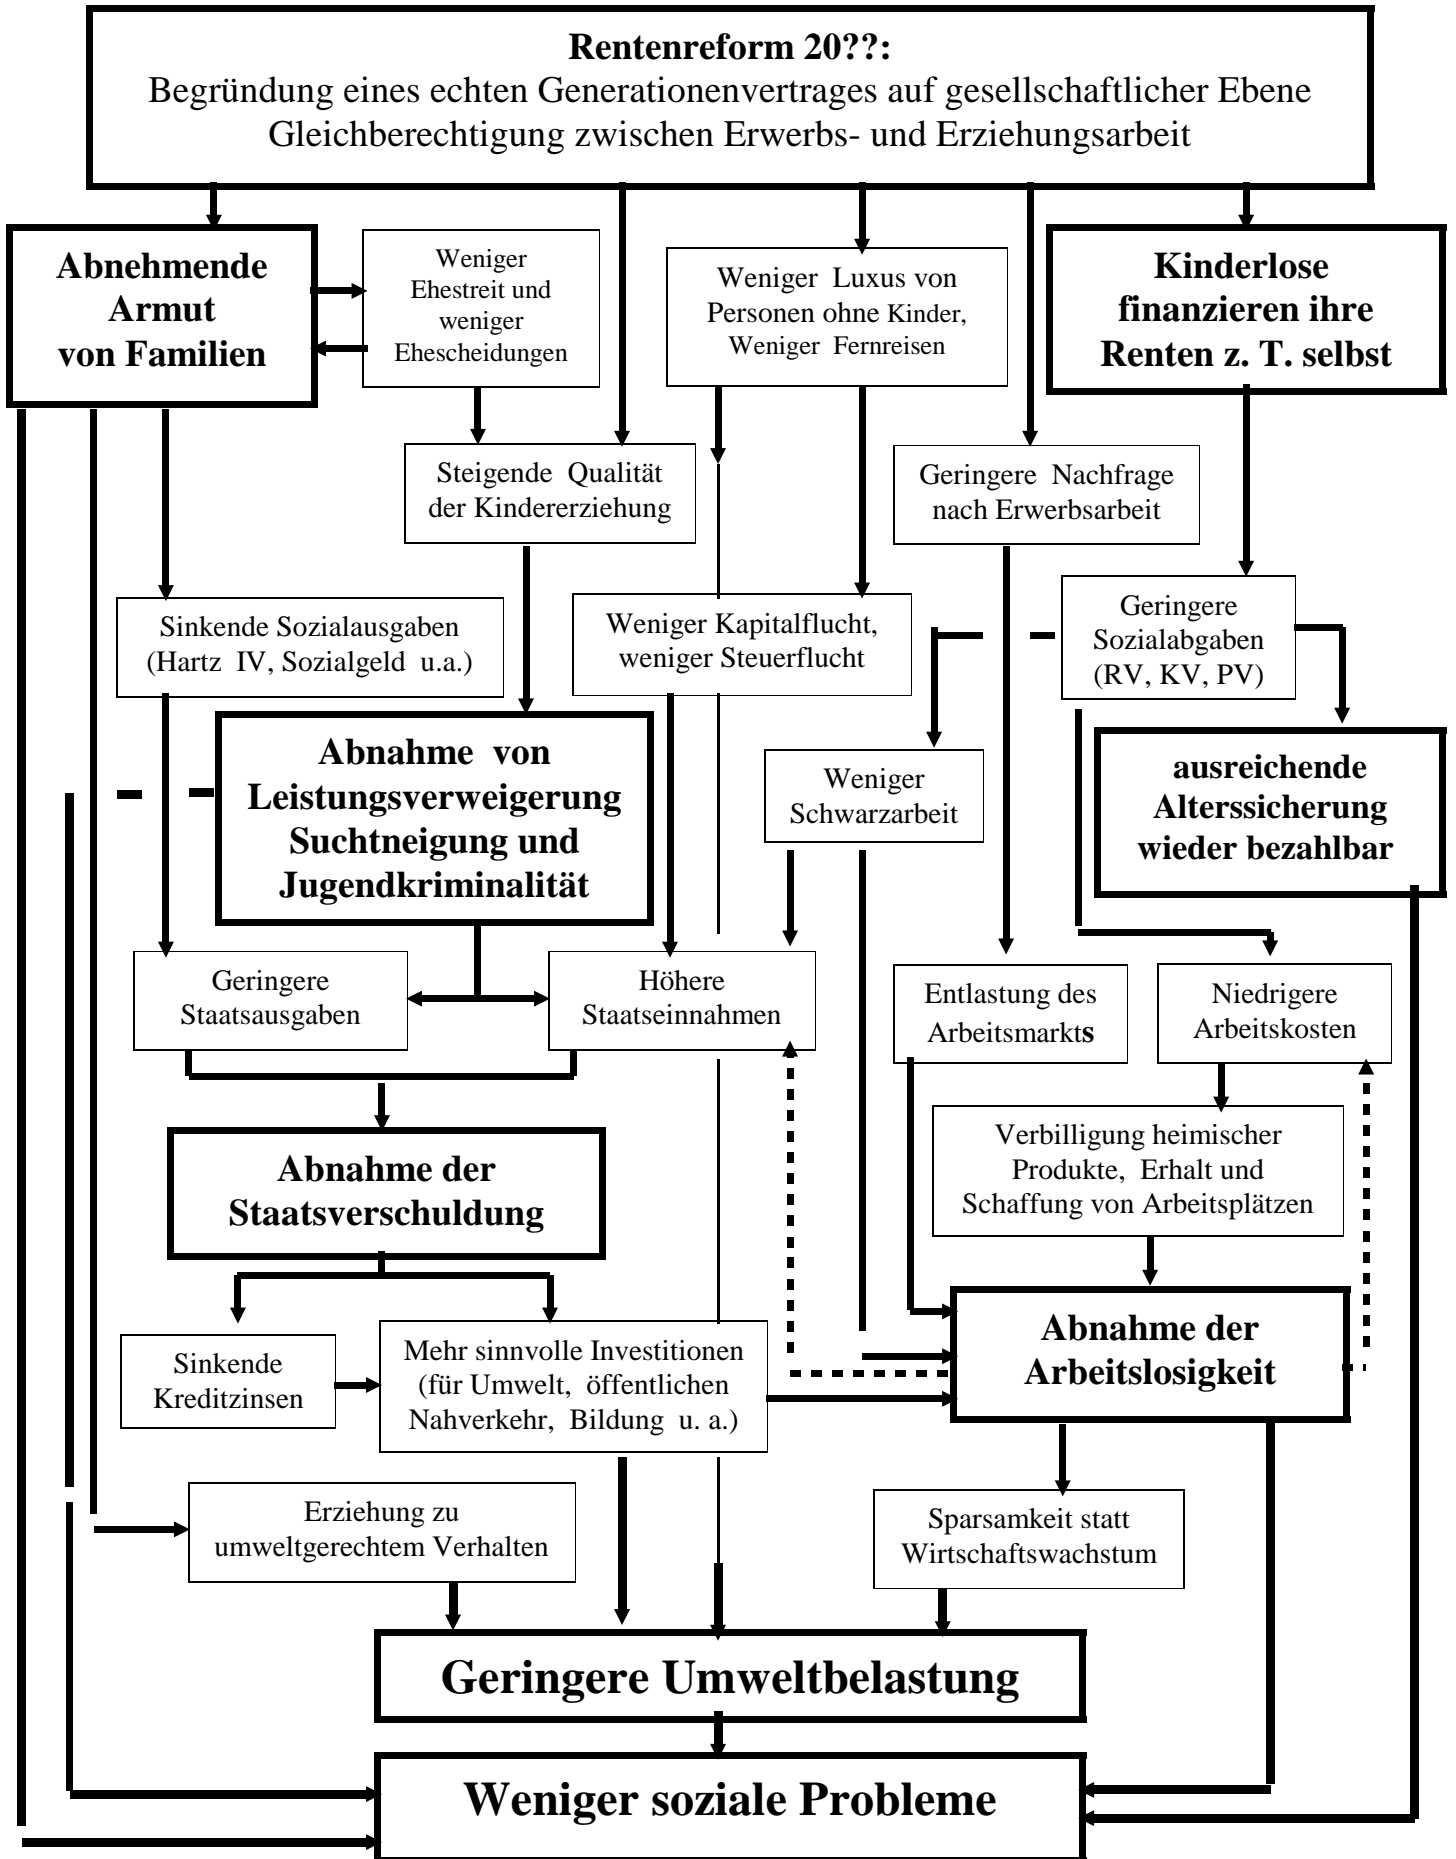 Rentenreform 20??:
Begründung eines echten Generationenvertrages auf gesellschaftlicher Ebene
Gleichberechtigung zwischen Erwerbs- und Erziehungsarbeit
Abnehmende
Armut
von Familien
Weniger
Ehestreit und
weniger
Ehescheidungen
Weniger Luxus von
Personen ohne Kinder,
Weniger Fernreisen
Kinderlose
finanzieren ihre
Renten z. T. selbst
Steigende Qualität
der Kindererziehung
Geringere Nachfrage
nach Erwerbsarbeit
Sinkende Sozialausgaben
(Hartz IV, Sozialgeld u.a.)
Weniger Kapitalflucht,
weniger Steuerflucht
Geringere
Sozialabgaben
(RV, KV, PV)
Abnahme von
Leistungsverweigerung
Suchtneigung und
Jugendkriminalität
Weniger
Schwarzarbeit
ausreichende
Alterssicherung
wieder bezahlbar
Geringere
Staatsausgaben
Höhere
Staatseinnahmen
Entlastung des
Arbeitsmarkts
Niedrigere
Arbeitskosten
Verbilligung heimischer
Produkte, Erhalt und
Schaffung von Arbeitsplätzen
Abnahme der
Staatsverschuldung
Sinkende
Kreditzinsen
Mehr sinnvolle Investitionen
(für Umwelt, öffentlichen
Nahverkehr, Bildung u. a.)
Abnahme der
Arbeitslosigkeit
Erziehung zu
umweltgerechtem Verhalten
Sparsamkeit statt
Wirtschaftswachstum
Geringere Umweltbelastung
Weniger soziale Probleme